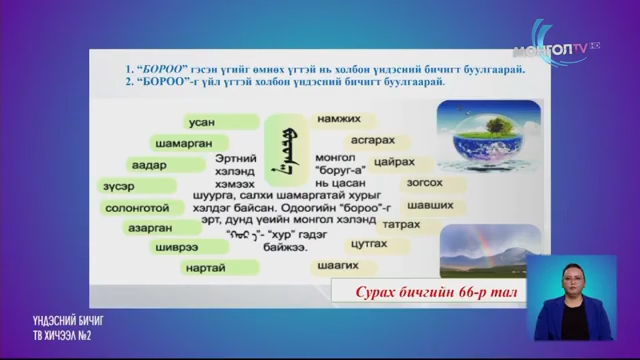 МОНГОЛTV HD
1. “БОРОО” гэсэн үгийг өмнөх үгтэй нь холбон үндэсний бичигт буулгаарай.
2. “БОРОО”-г үйл үгтэй холбон үндэсний бичигт буулгаарай.
усан
шамарган
аадар
зүсэр
солонготой
азарган
шиврээ
нартай
намжих
асгарах
цайрах
зогсох
шавших
татрах
цутгах
шаагих
Эртний монгол
хэлэнд “боруг-а”
хэмээх нь цасан
шуурга, салхи шамаргатай хурыг
хэлдэг байсан. Одоогийн “бороо”-г
эрт, дунд үеийн монгол хэлэнд
“хур” гэдэг
байжээ.
Сурах бичгийн 66-р тал
ҮНДЭСНИЙ БИЧИГ
ТВ ХИЧЭЭЛ №2